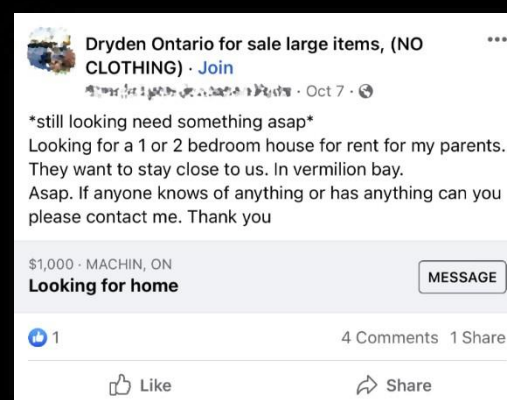 Dryden Ontario for sale large items, (NO
CLOTHING) · Join
· Oct 7 ·
*still looking need something asap*
Looking for a 1 or 2 bedroom house for rent for my parents.
They want to stay close to us. In vermilion bay.
Asap. If anyone knows of anything or has anything can you
please contact me. Thank you
$1,000 · MACHIN, ON
Looking for home
MESSAGE
1
4 Comments 1 Share
Like
Share